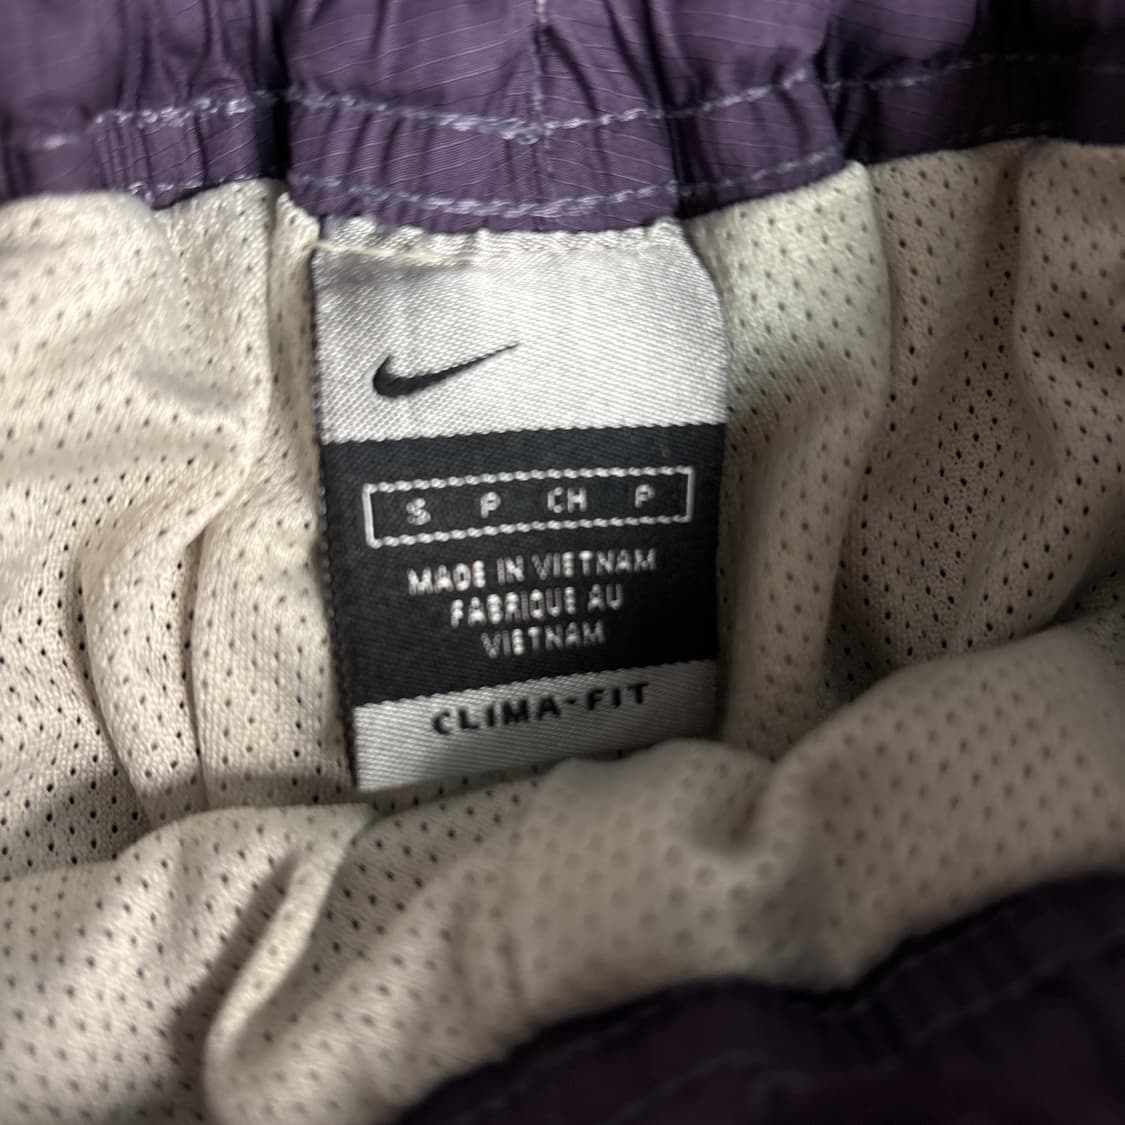 S P CH P
MADE IN VIETNAM
FABRIQUE AU
VIETNAM
CLIMA-FIT